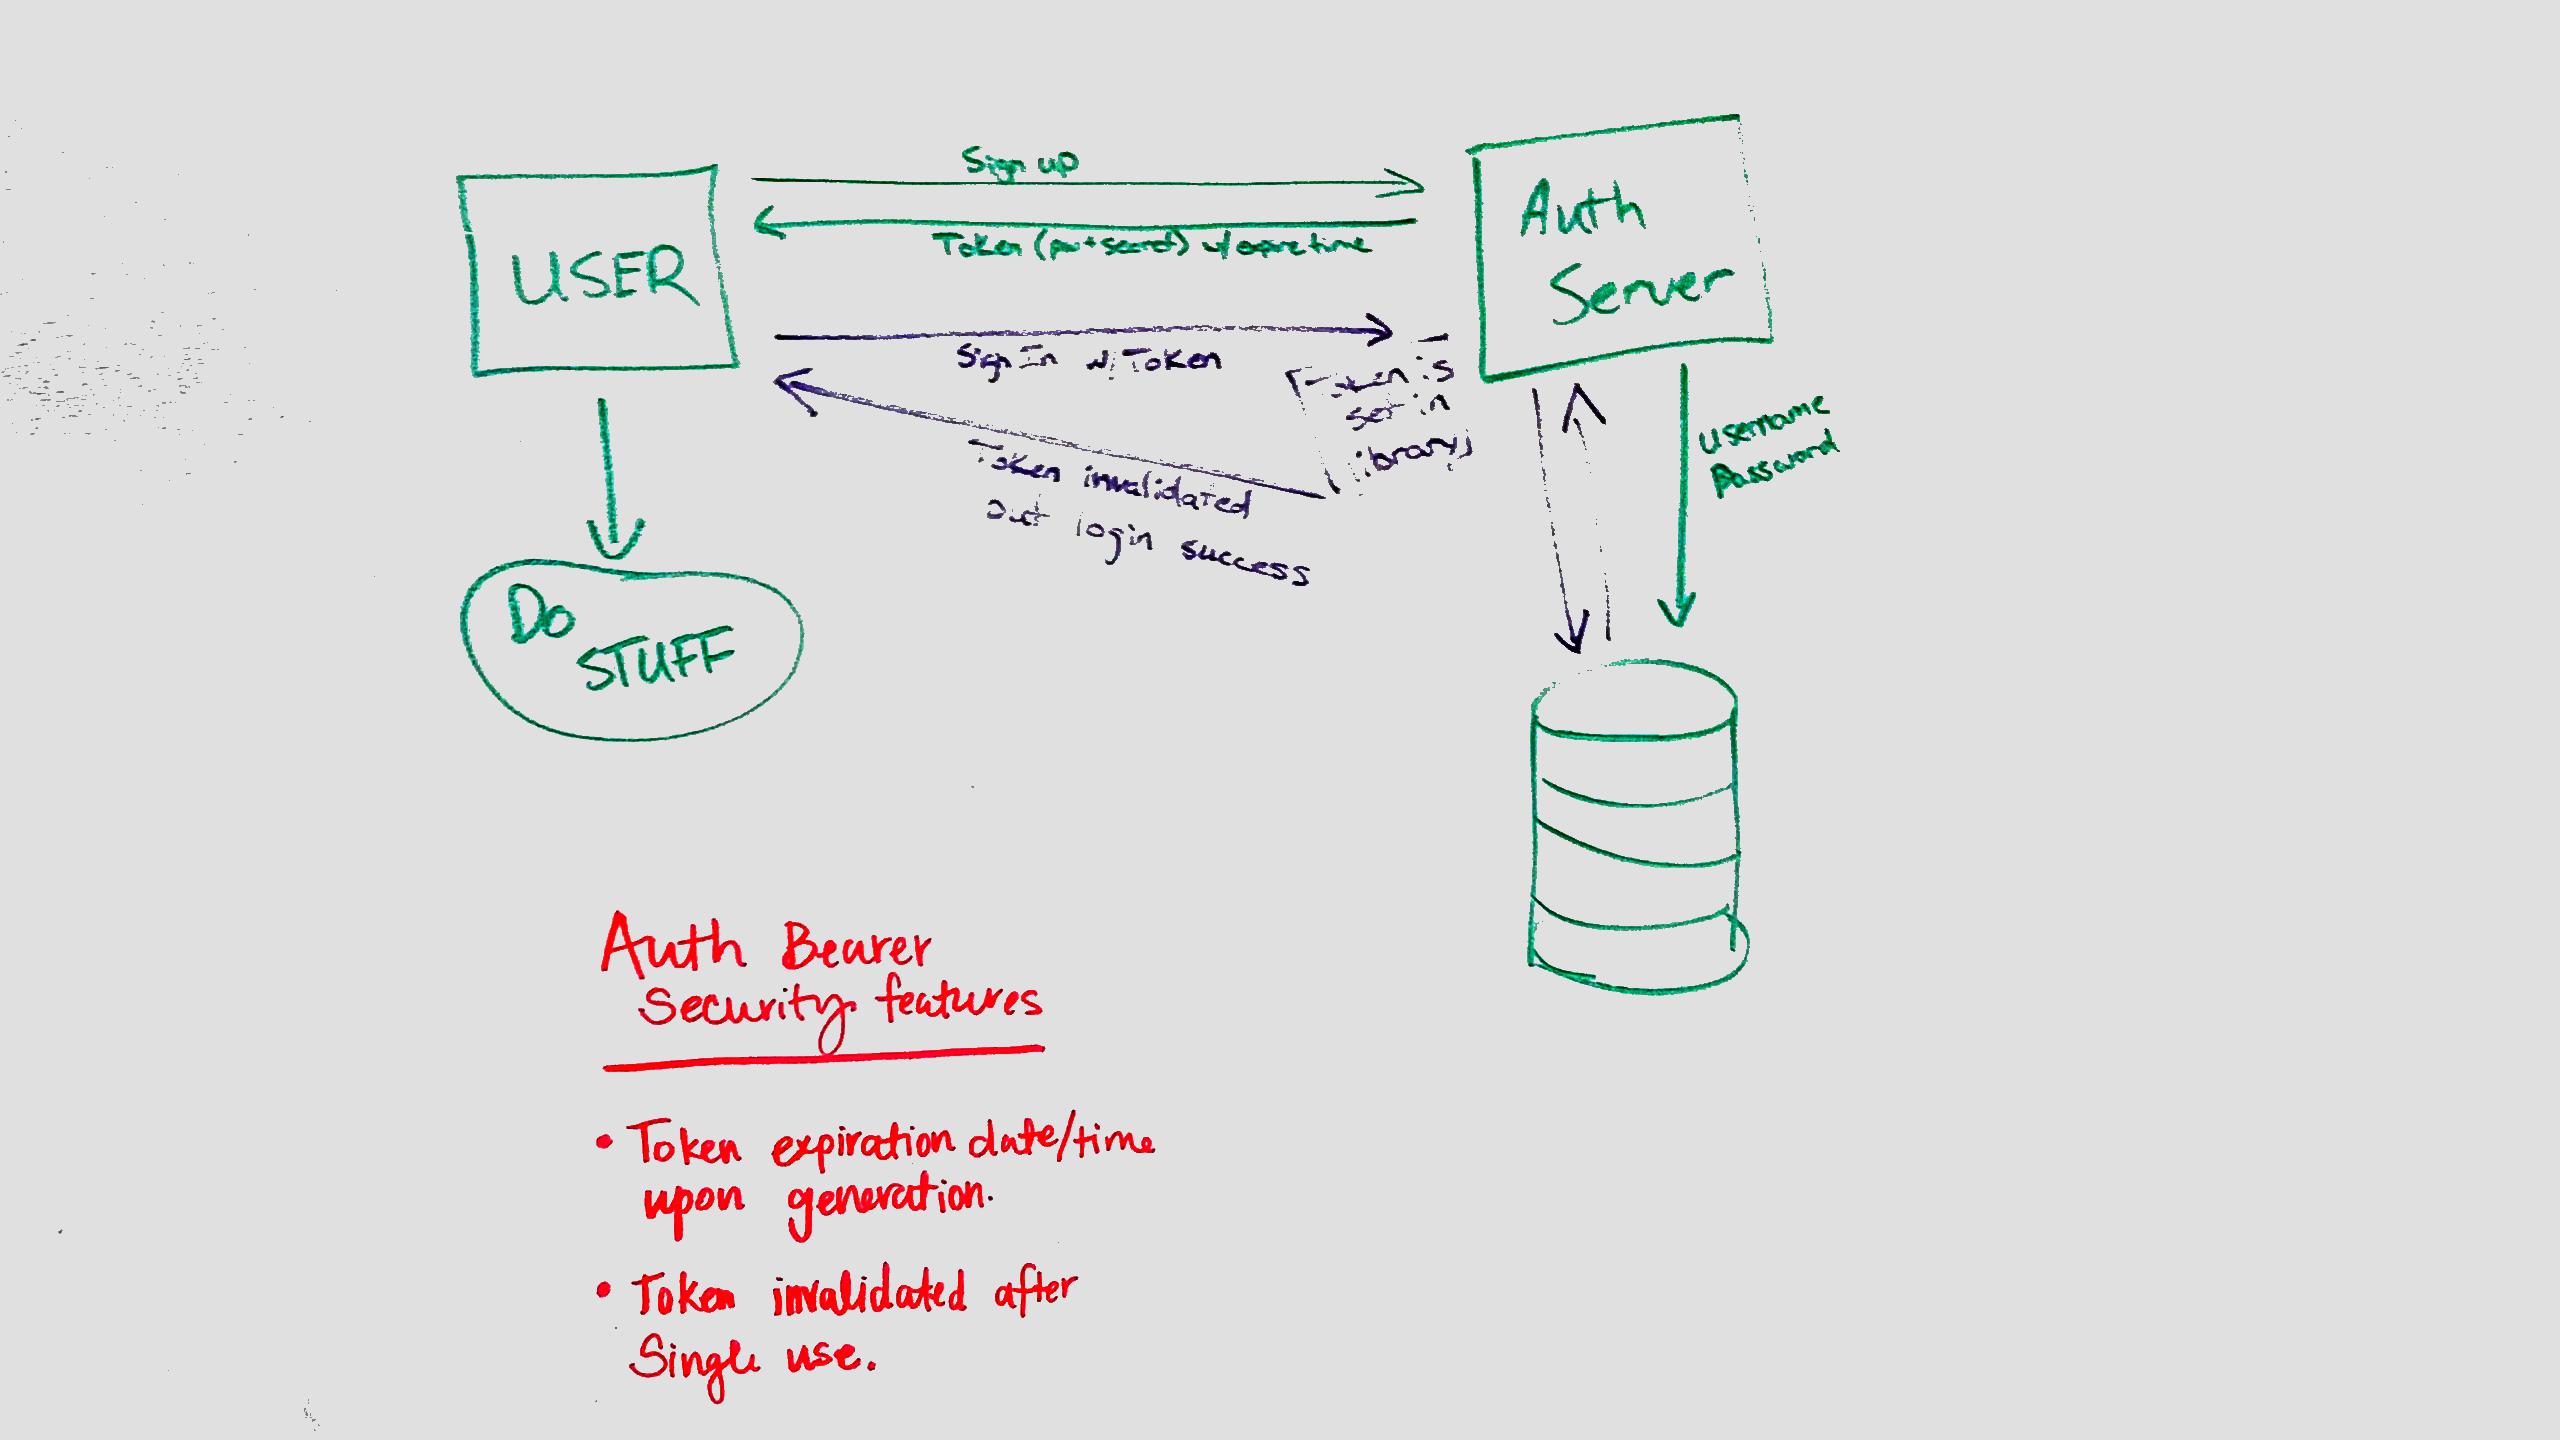 Sign up
Token (pw + secret) w/ expire time
USER
Auth
Server
Sign In w/ Token
Token is
set in
library
Token invalidated
but login success
Username
Password
Do
STUFF
Auth Bearer
Security features
• Token expiration date/time
upon generation.
• Token invalidated after
Single use.